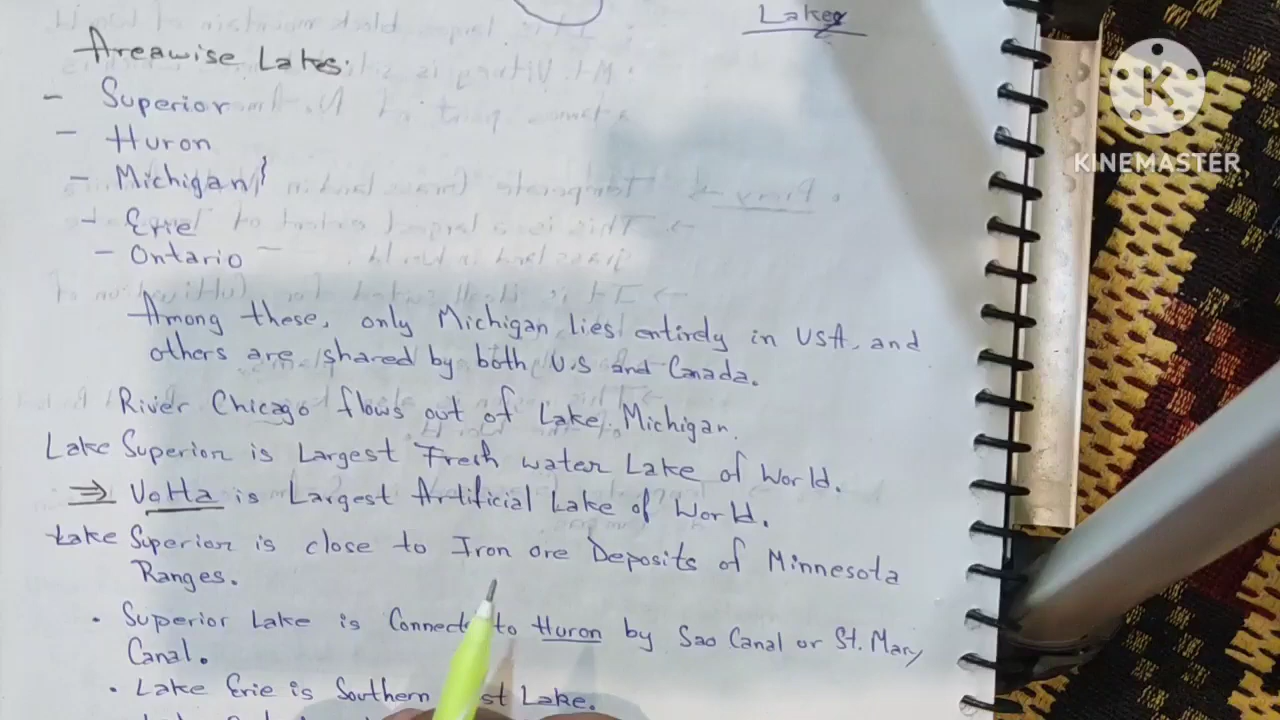 Lakes
Areawise Lakes.
- Superior
- Huron
- Michigan
- Erie
- Ontario
Among these, only Michigan lies entirely in USA, and
others are shared by both U.S and Canada.
River Chicago flows out of Lake Michigan.
Lake Superior is Largest Fresh water Lake of World.
⇒ Volta is Largest Artificial Lake of World.
Lake Superior is close to Iron ore Deposits of Minnesota
Ranges.
• Superior Lake is Connect to Huron by Sao Canal or St. Mary
Canal.
• Lake Erie is Southern st Lake.
KINEMASTER